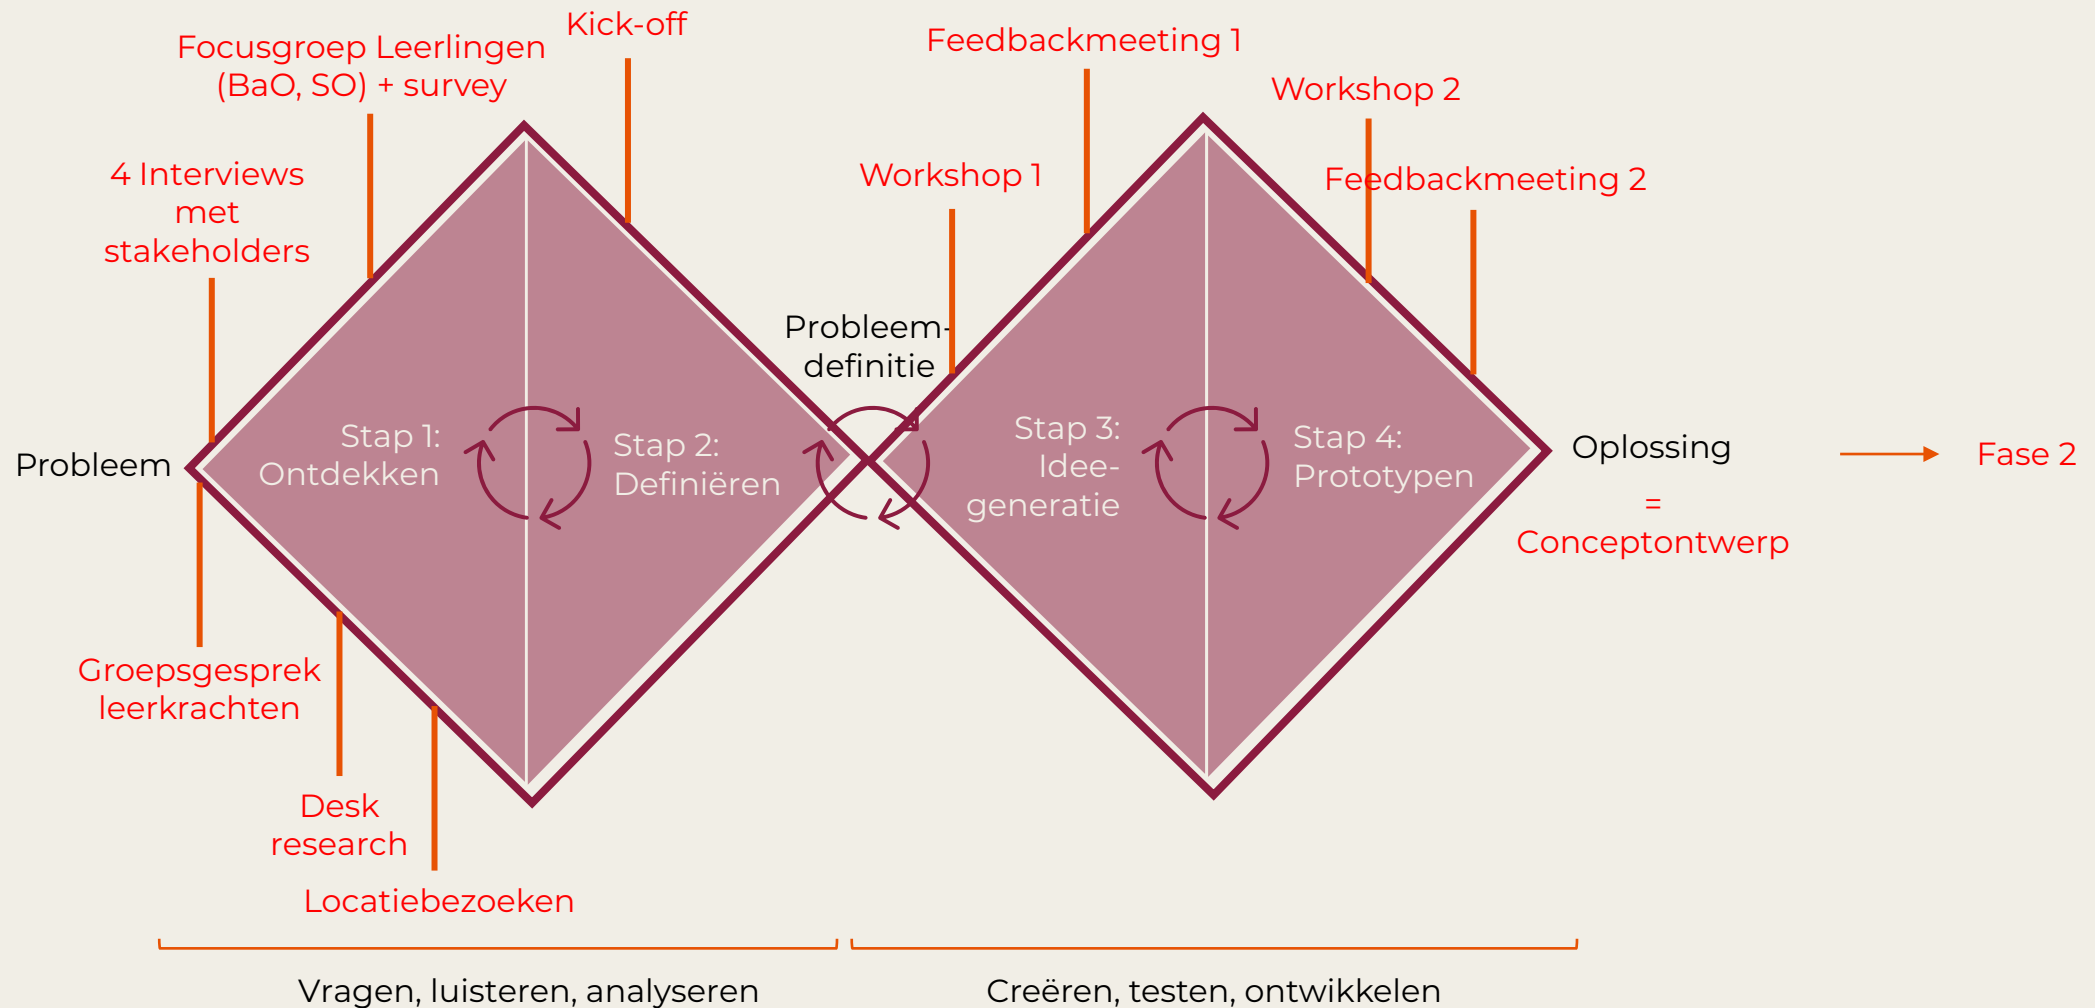 Kick-off
Focusgroep Leerlingen
(BaO, SO) + survey
4 Interviews
met
stakeholders
Feedbackmeeting 1
Workshop 2
Workshop 1
Feedbackmeeting 2
Probleem-
definitie
Probleem
Stap 1:
Ontdekken
Stap 2:
Definiëren
Stap 3:
Idee-
generatie
Stap 4:
Prototypen
Oplossing
=
Conceptontwerp
Fase 2
Groepsgesprek
leerkrachten
Desk
research
Locatiebezoeken
Vragen, luisteren, analyseren
Creëren, testen, ontwikkelen